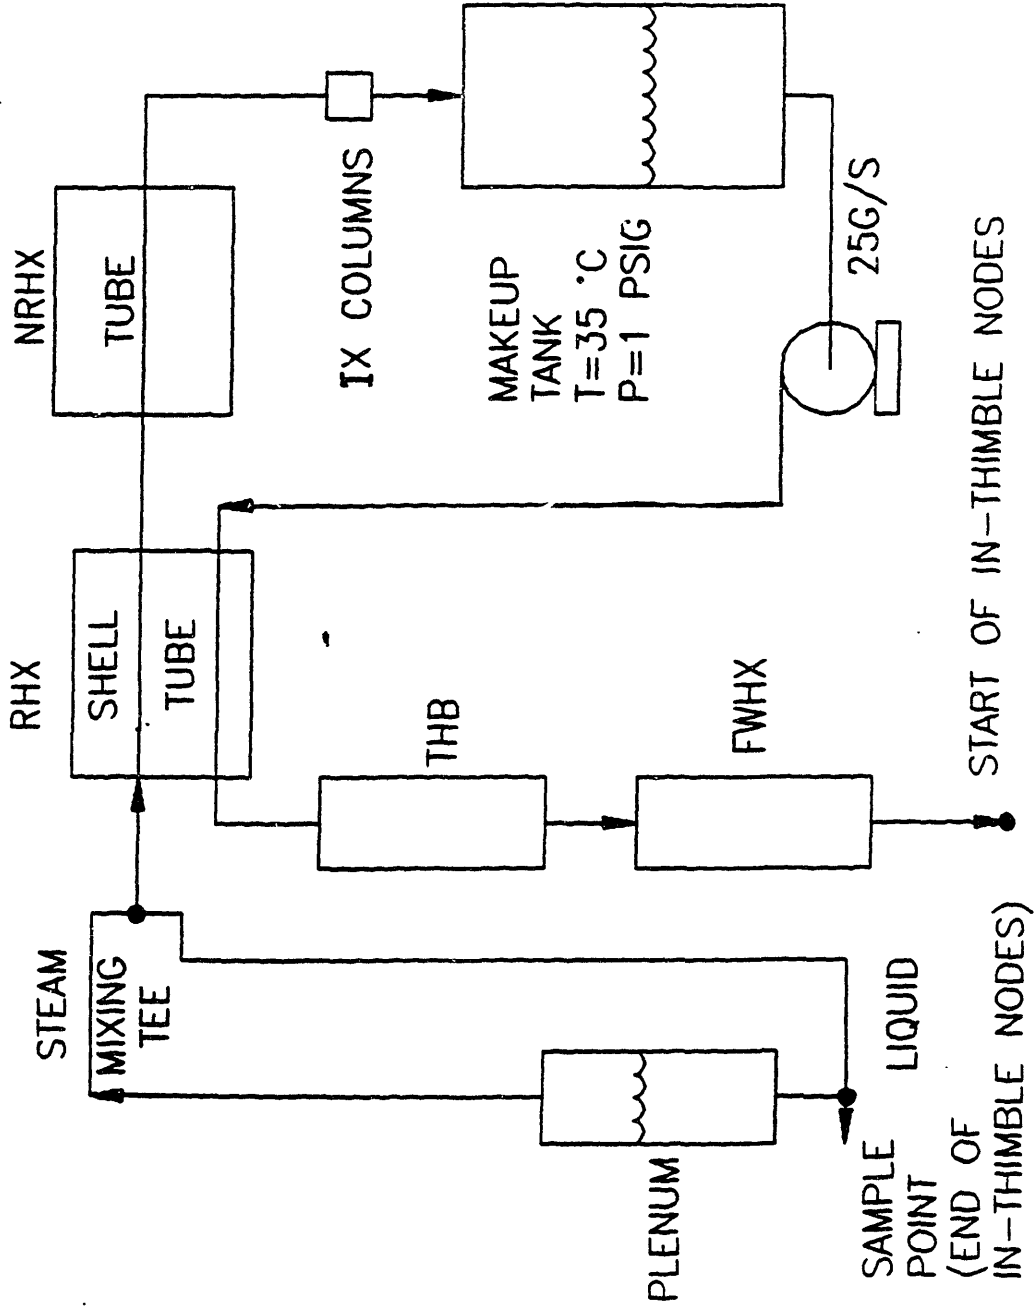 STEAM
MIXING
TEE
RHX
SHELL
TUBE
NRHX
TUBE
IX COLUMNS
MAKEUP
TANK
T=35 °C
P=1 PSIG
25G/S
THB
FWHX
START OF IN-THIMBLE NODES
PLENUM
LIQUID
SAMPLE
POINT
(END OF
IN-THIMBLE NODES)